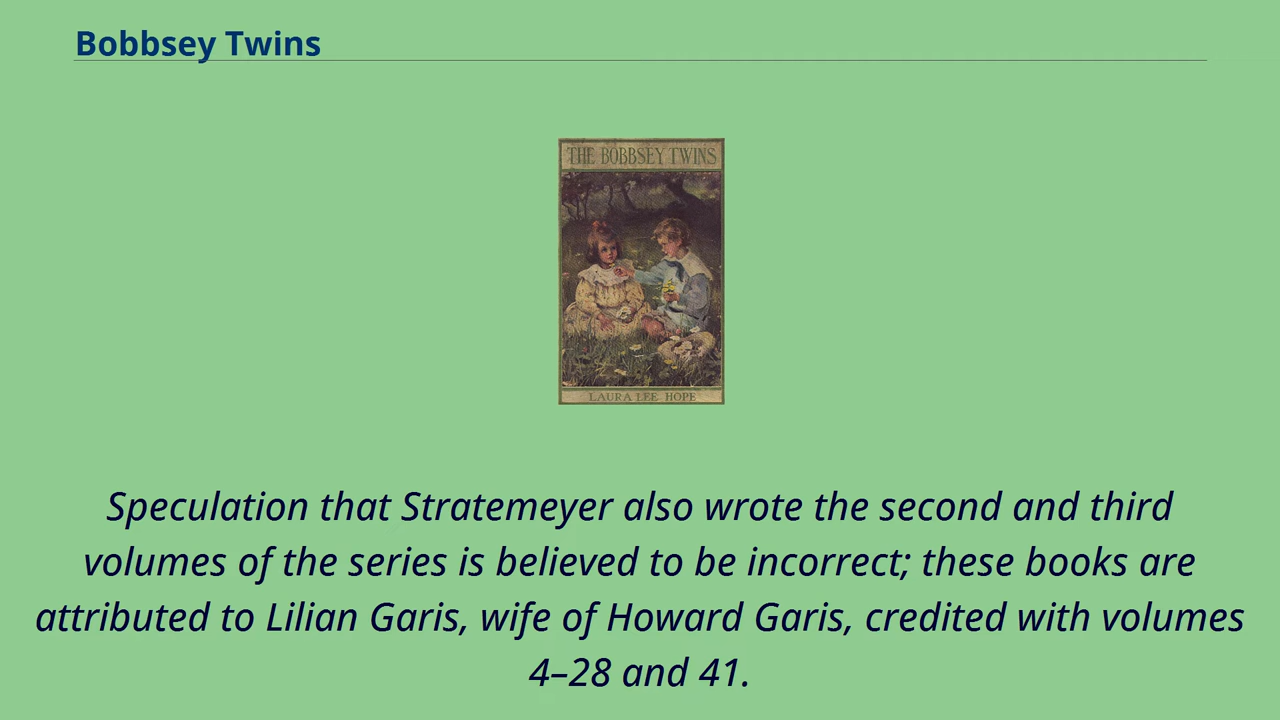 Bobbsey Twins
THE BOBBSEY TWINS
LAURA LEE HOPE
Speculation that Stratemeyer also wrote the second and third
volumes of the series is believed to be incorrect; these books are
attributed to Lilian Garis, wife of Howard Garis, credited with volumes
4–28 and 41.